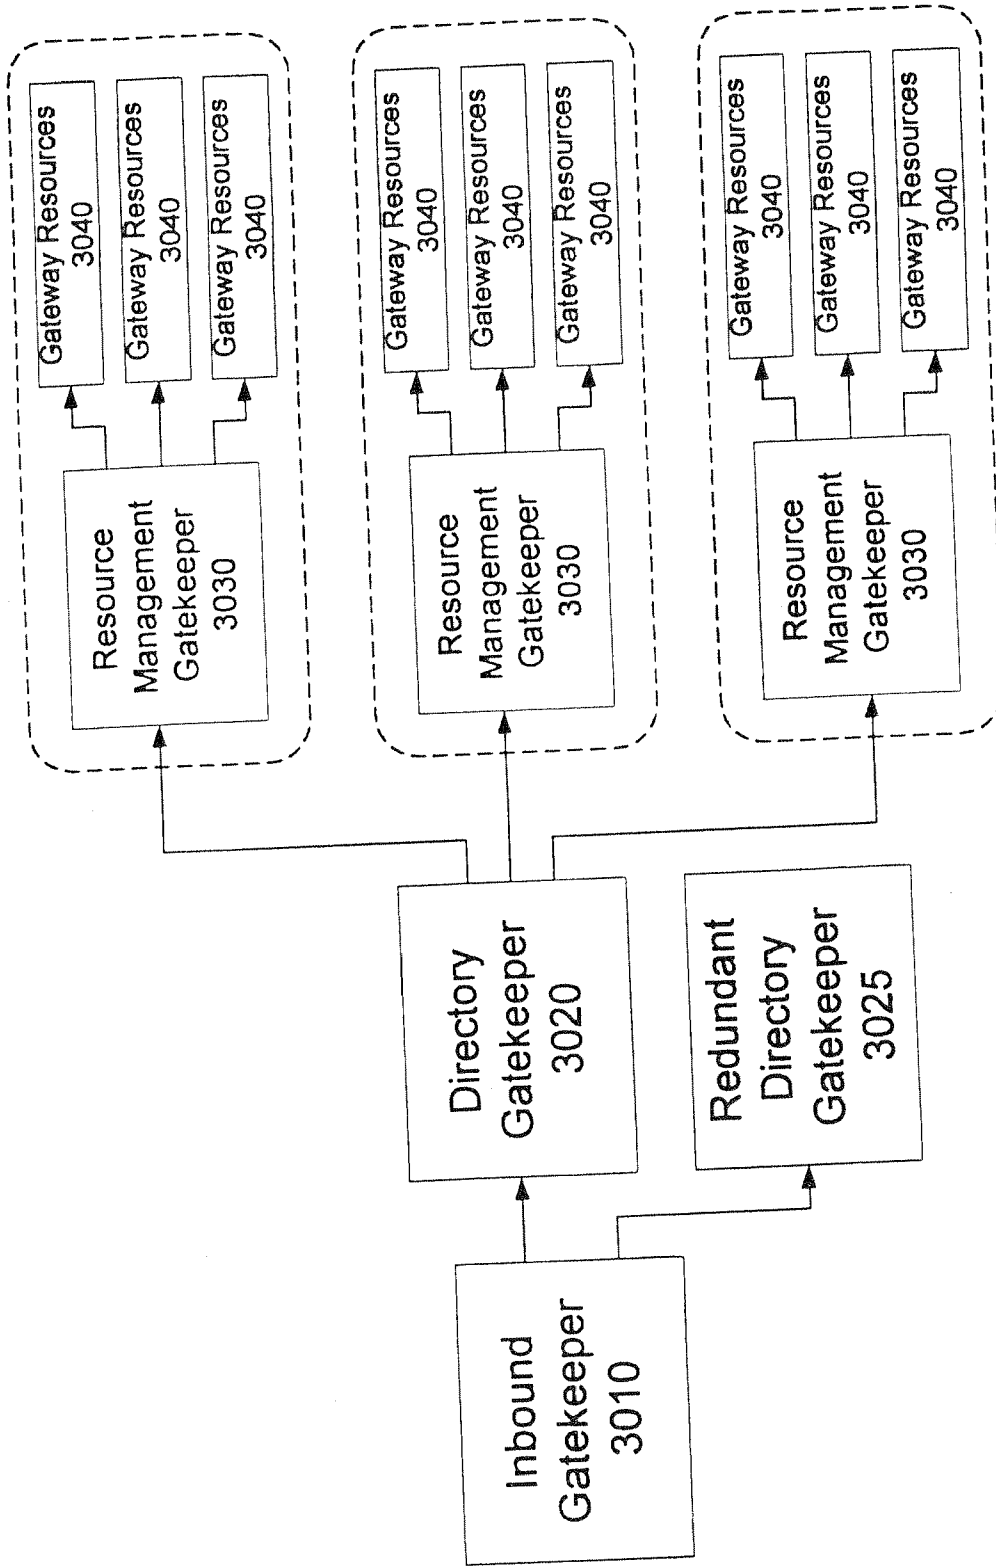 Inbound
Gatekeeper
3010
Directory
Gatekeeper
3020
Redundant
Directory
Gatekeeper
3025
Resource
Management
Gatekeeper
3030
Gateway Resources
3040
Gateway Resources
3040
Gateway Resources
3040
Resource
Management
Gatekeeper
3030
Gateway Resources
3040
Gateway Resources
3040
Gateway Resources
3040
Resource
Management
Gatekeeper
3030
Gateway Resources
3040
Gateway Resources
3040
Gateway Resources
3040